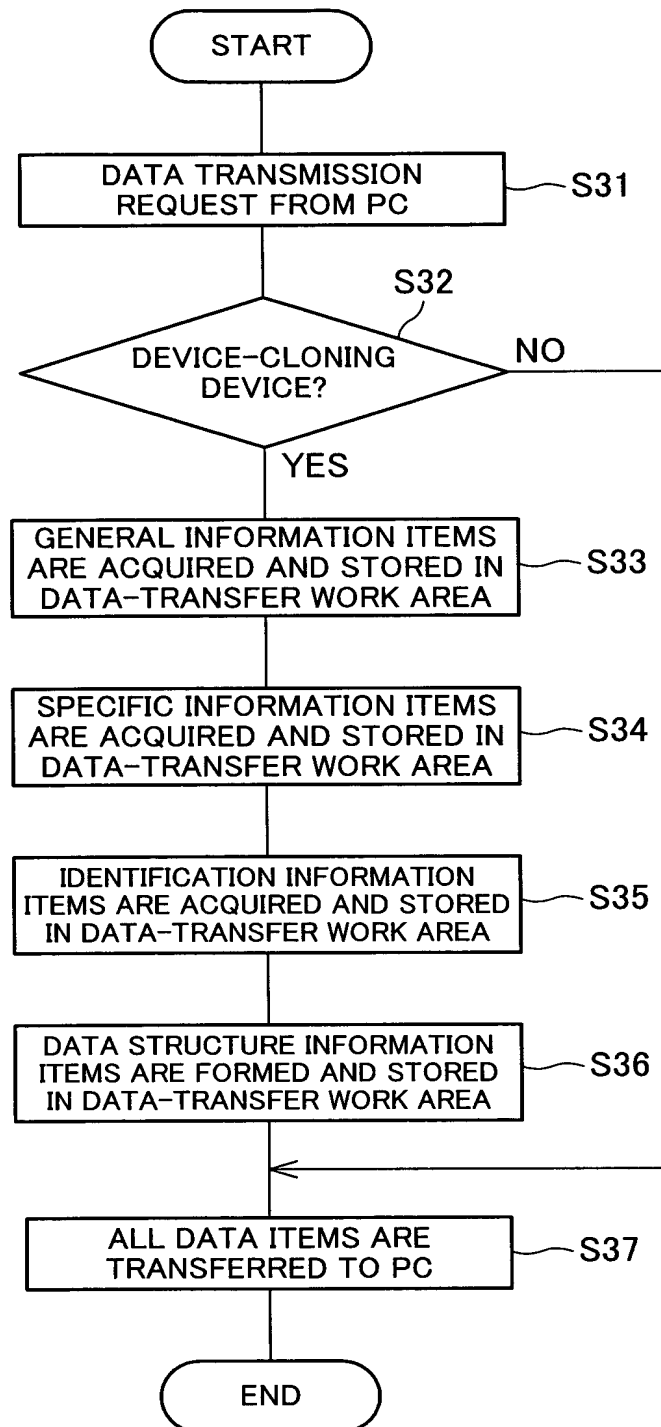 START
DATA TRANSMISSION
REQUEST FROM PC
S31
S32
DEVICE-CLONING
DEVICE?
NO
YES
GENERAL INFORMATION ITEMS
ARE ACQUIRED AND STORED IN
DATA-TRANSFER WORK AREA
S33
SPECIFIC INFORMATION ITEMS
ARE ACQUIRED AND STORED IN
DATA-TRANSFER WORK AREA
S34
IDENTIFICATION INFORMATION
ITEMS ARE ACQUIRED AND STORED
IN DATA-TRANSFER WORK AREA
S35
DATA STRUCTURE INFORMATION
ITEMS ARE FORMED AND STORED
IN DATA-TRANSFER WORK AREA
S36
ALL DATA ITEMS ARE
TRANSFERRED TO PC
S37
END